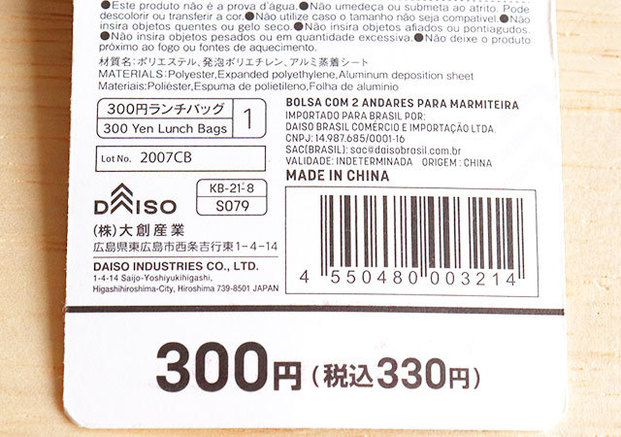 ●Este produto não é a prova d'água.●Não umedeça ou submeta ao atrito. Pode
descolorir ou transferir a cor.●Não utilize caso o tamanho não seja compatível.●Não
insira objetos quentes ou gelo seco.●Não insira objetos afiados ou pontiagudos.
●Não insira objetos pesados ou em quantidade excessiva.●Não deixe o produto
próximo ao fogo ou fontes de aquecimento.
材質名:ポリエステル、発泡ポリエチレン、アルミ蒸着シート
MATERIALS:Polyester,Expanded polyethylene,Aluminum deposition sheet
Materiais:Poliéster,Espuma de polietileno,Folha de alumínio
300円ランチバッグ
300 Yen Lunch Bags
1
Lot No. 2007CB
DAISO
KB-21-8
S079
(株)大創産業
広島県東広島市西条吉行東1-4-14
DAISO INDUSTRIES CO., LTD.
1-4-14 Saijo-Yoshiyukihigashi,
Higashihiroshima-City, Hiroshima 739-8501 JAPAN
BOLSA COM 2 ANDARES PARA MARMITEIRA
IMPORTADO PARA BRASIL POR:
DAISO BRASIL COMÉRCIO E IMPORTAÇÃO LTDA.
CNPJ: 14.987.685/0001-16
SAC(BRASIL): sac@daisobrasil.com.br
VALIDADE: INDETERMINADA ORIGEM : CHINA
MADE IN CHINA
4 550480 003214
300円(税込330円)